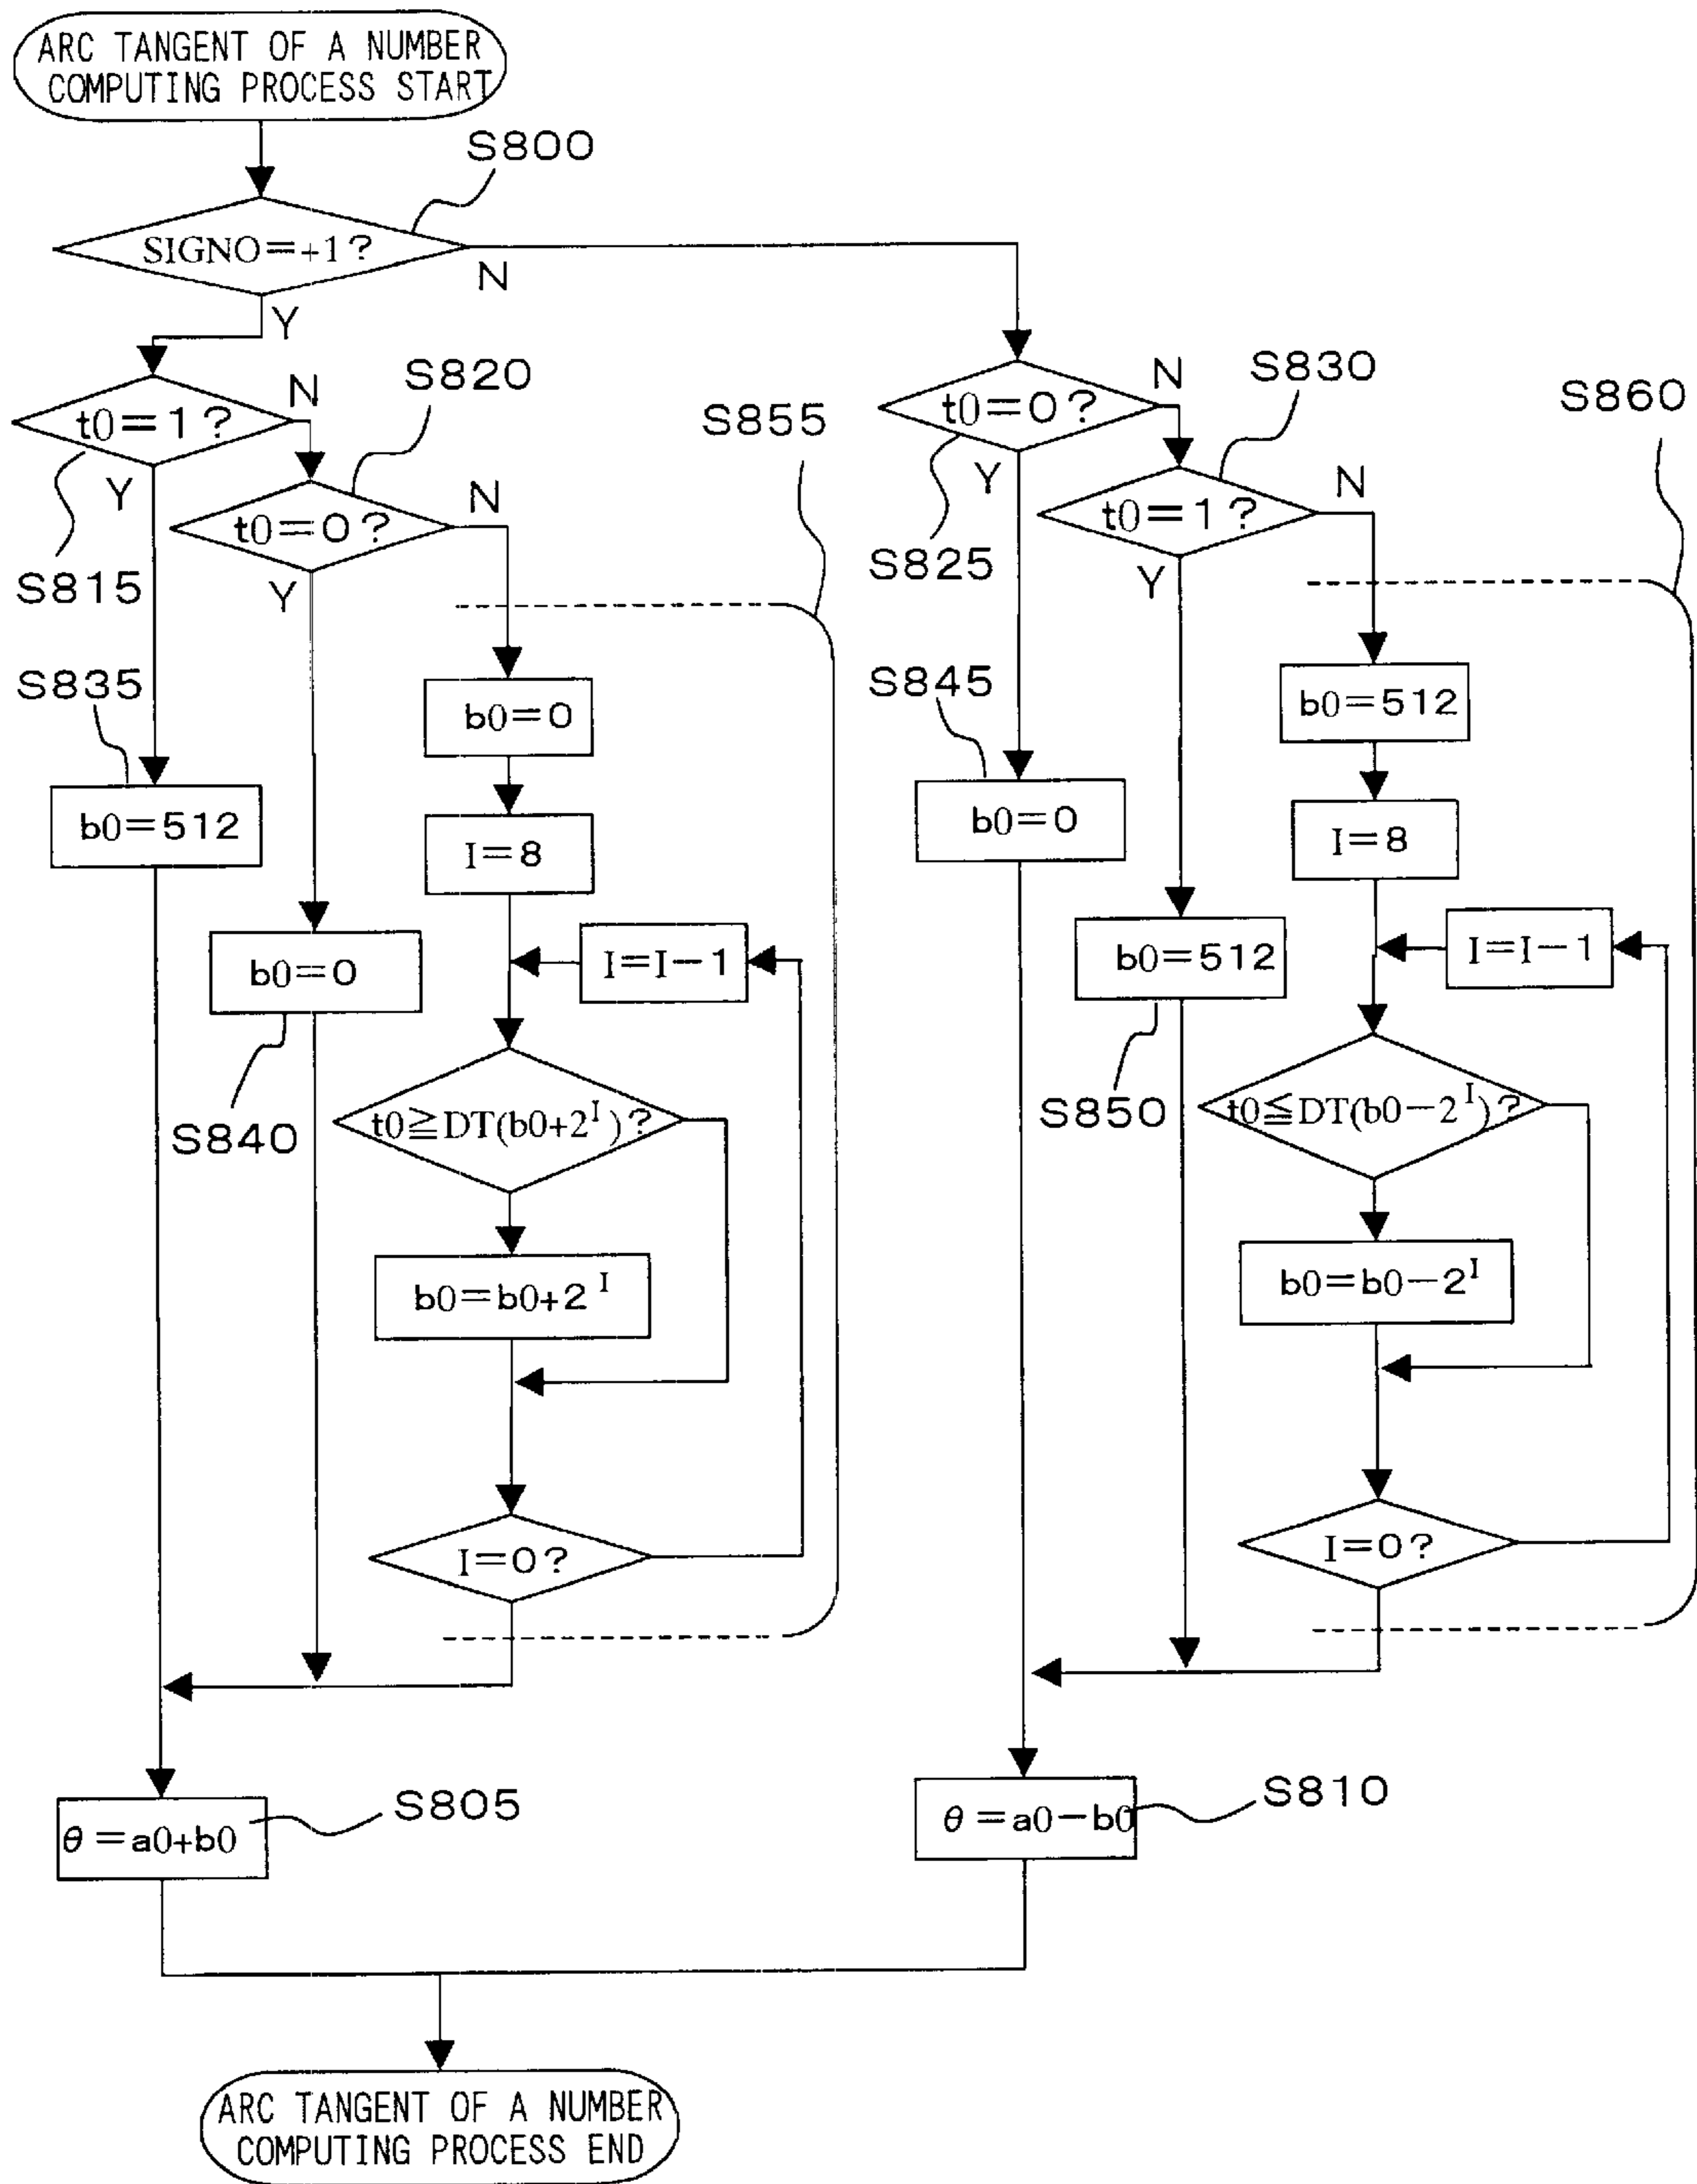 ARC TANGENT OF A NUMBER
COMPUTING PROCESS START
S800
SIGN0=+1?
N
Y
t0=1?
N
S820
S815
Y
t0=0?
N
Y
S855
t0=0?
N
S830
S825
Y
t0=1?
N
Y
S860
S835
b0=512
b0=0
S840
b0=0
I=8
I=I-1
t0≧DT(b0+2^I)?
b0=b0+2^I
I=0?
S845
b0=0
b0=512
S850
b0=512
I=8
I=I-1
t0≦DT(b0-2^I)?
b0=b0-2^I
I=0?
θ=a0+b0
S805
θ=a0-b0
S810
ARC TANGENT OF A NUMBER
COMPUTING PROCESS END